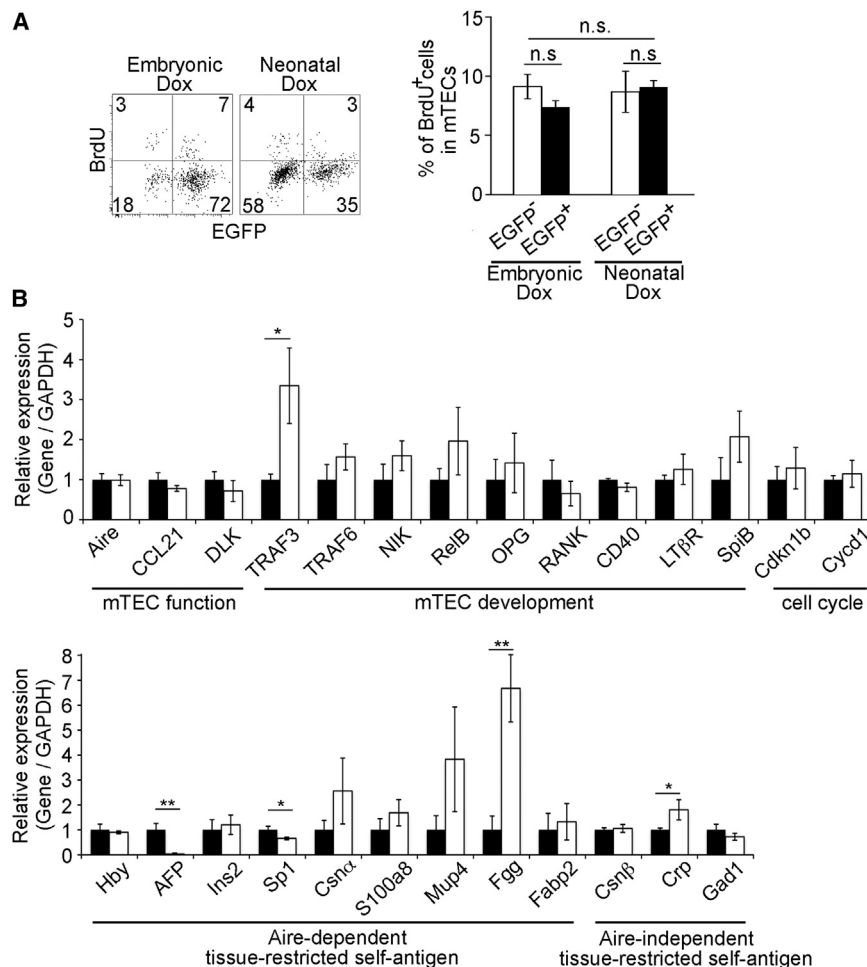 A
Embryonic
Dox
Neonatal
Dox
3 7
4 3
BrdU
18 72
58 35
EGFP
% of BrdU+cells
in mTECs
15
10
5
0
n.s.
n.s
n.s
EGFP-
EGFP+
EGFP-
EGFP+
Embryonic
Dox
Neonatal
Dox
B
Relative expression
(Gene / GAPDH)
5
4
3
2
1
0
*
Aire
CCL21
DLK
TRAF3
TRAF6
NIK
RelB
OPG
RANK
CD40
LTβR
SpiB
Cdkn1b
Cycd1
mTEC function
mTEC development
cell cycle
Relative expression
(Gene / GAPDH)
8
7
6
5
4
3
2
1
0
**
*
**
*
Hby
AFP
Ins2
Sp1
Csnα
S100a8
Mup4
Fgg
Fabp2
Csnβ
Crp
Gad1
Aire-dependent
tissue-restricted self-antigen
Aire-independent
tissue-restricted self-antigen